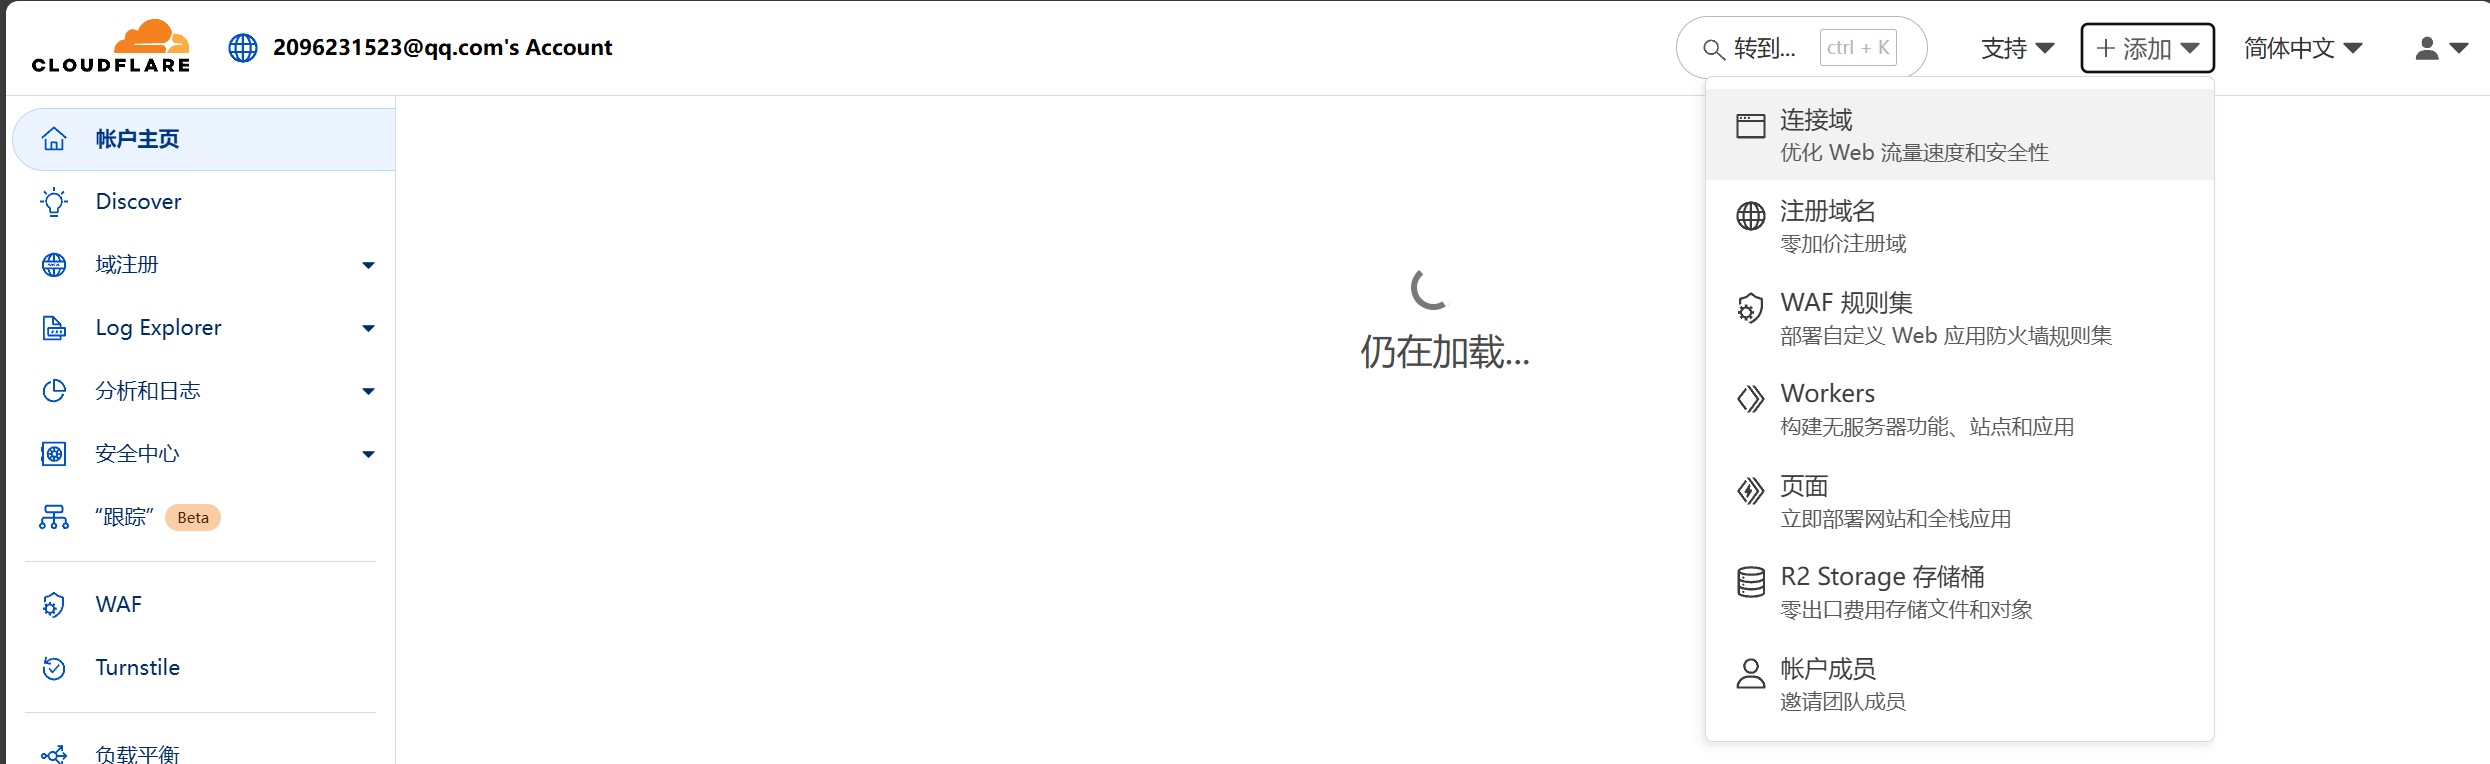 CLOUDFLARE
2096231523@qq.com's Account
转到...
ctrl + K
支持
添加
简体中文
帐户主页
Discover
域注册
Log Explorer
分析和日志
安全中心
“跟踪”
Beta
WAF
Turnstile
负载平衡
仍在加载...
连接域
优化 Web 流量速度和安全性
注册域名
零加价注册域
WAF 规则集
部署自定义 Web 应用防火墙规则集
Workers
构建无服务器功能、站点和应用
页面
立即部署网站和全栈应用
R2 Storage 存储桶
零出口费用存储文件和对象
帐户成员
邀请团队成员